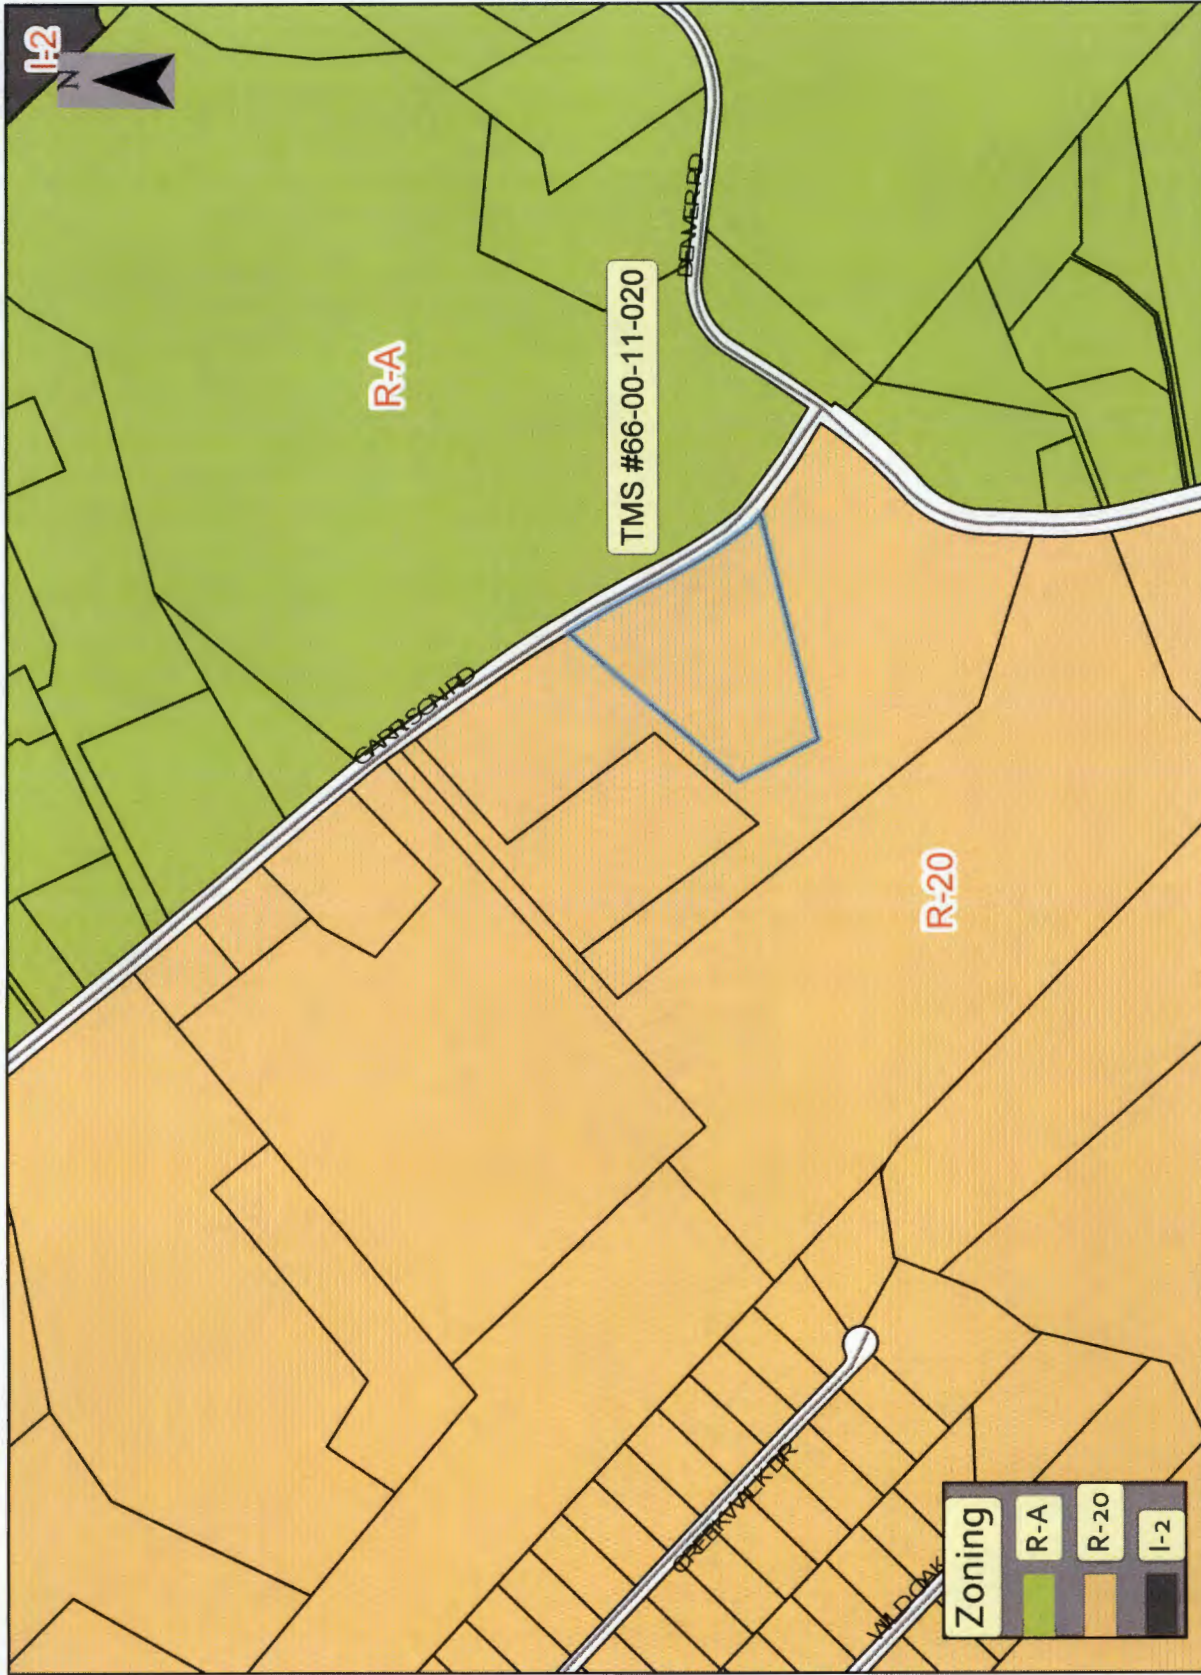 I-2
N
R-A
DENVER RD
TMS #66-00-11-020
GARRISON RD
R-20
CREEKWALK DR
WILD OAK
Zoning
R-A
R-20
I-2